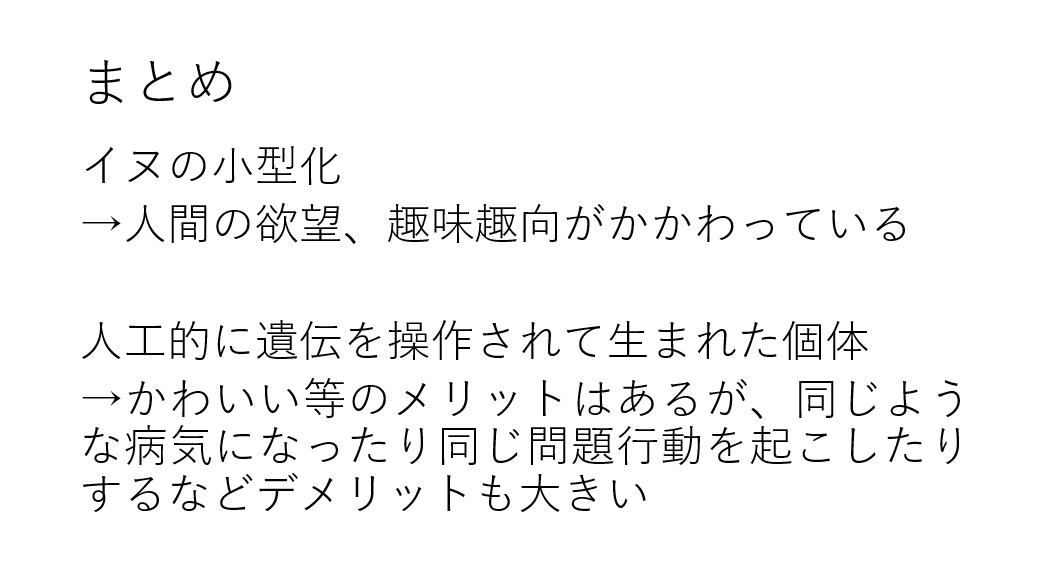 まとめ
イヌの小型化
→人間の欲望、趣味趣向がかかわっている
人工的に遺伝を操作されて生まれた個体
→かわいい等のメリットはあるが、同じよう
な病気になったり同じ問題行動を起こしたり
するなどデメリットも大きい